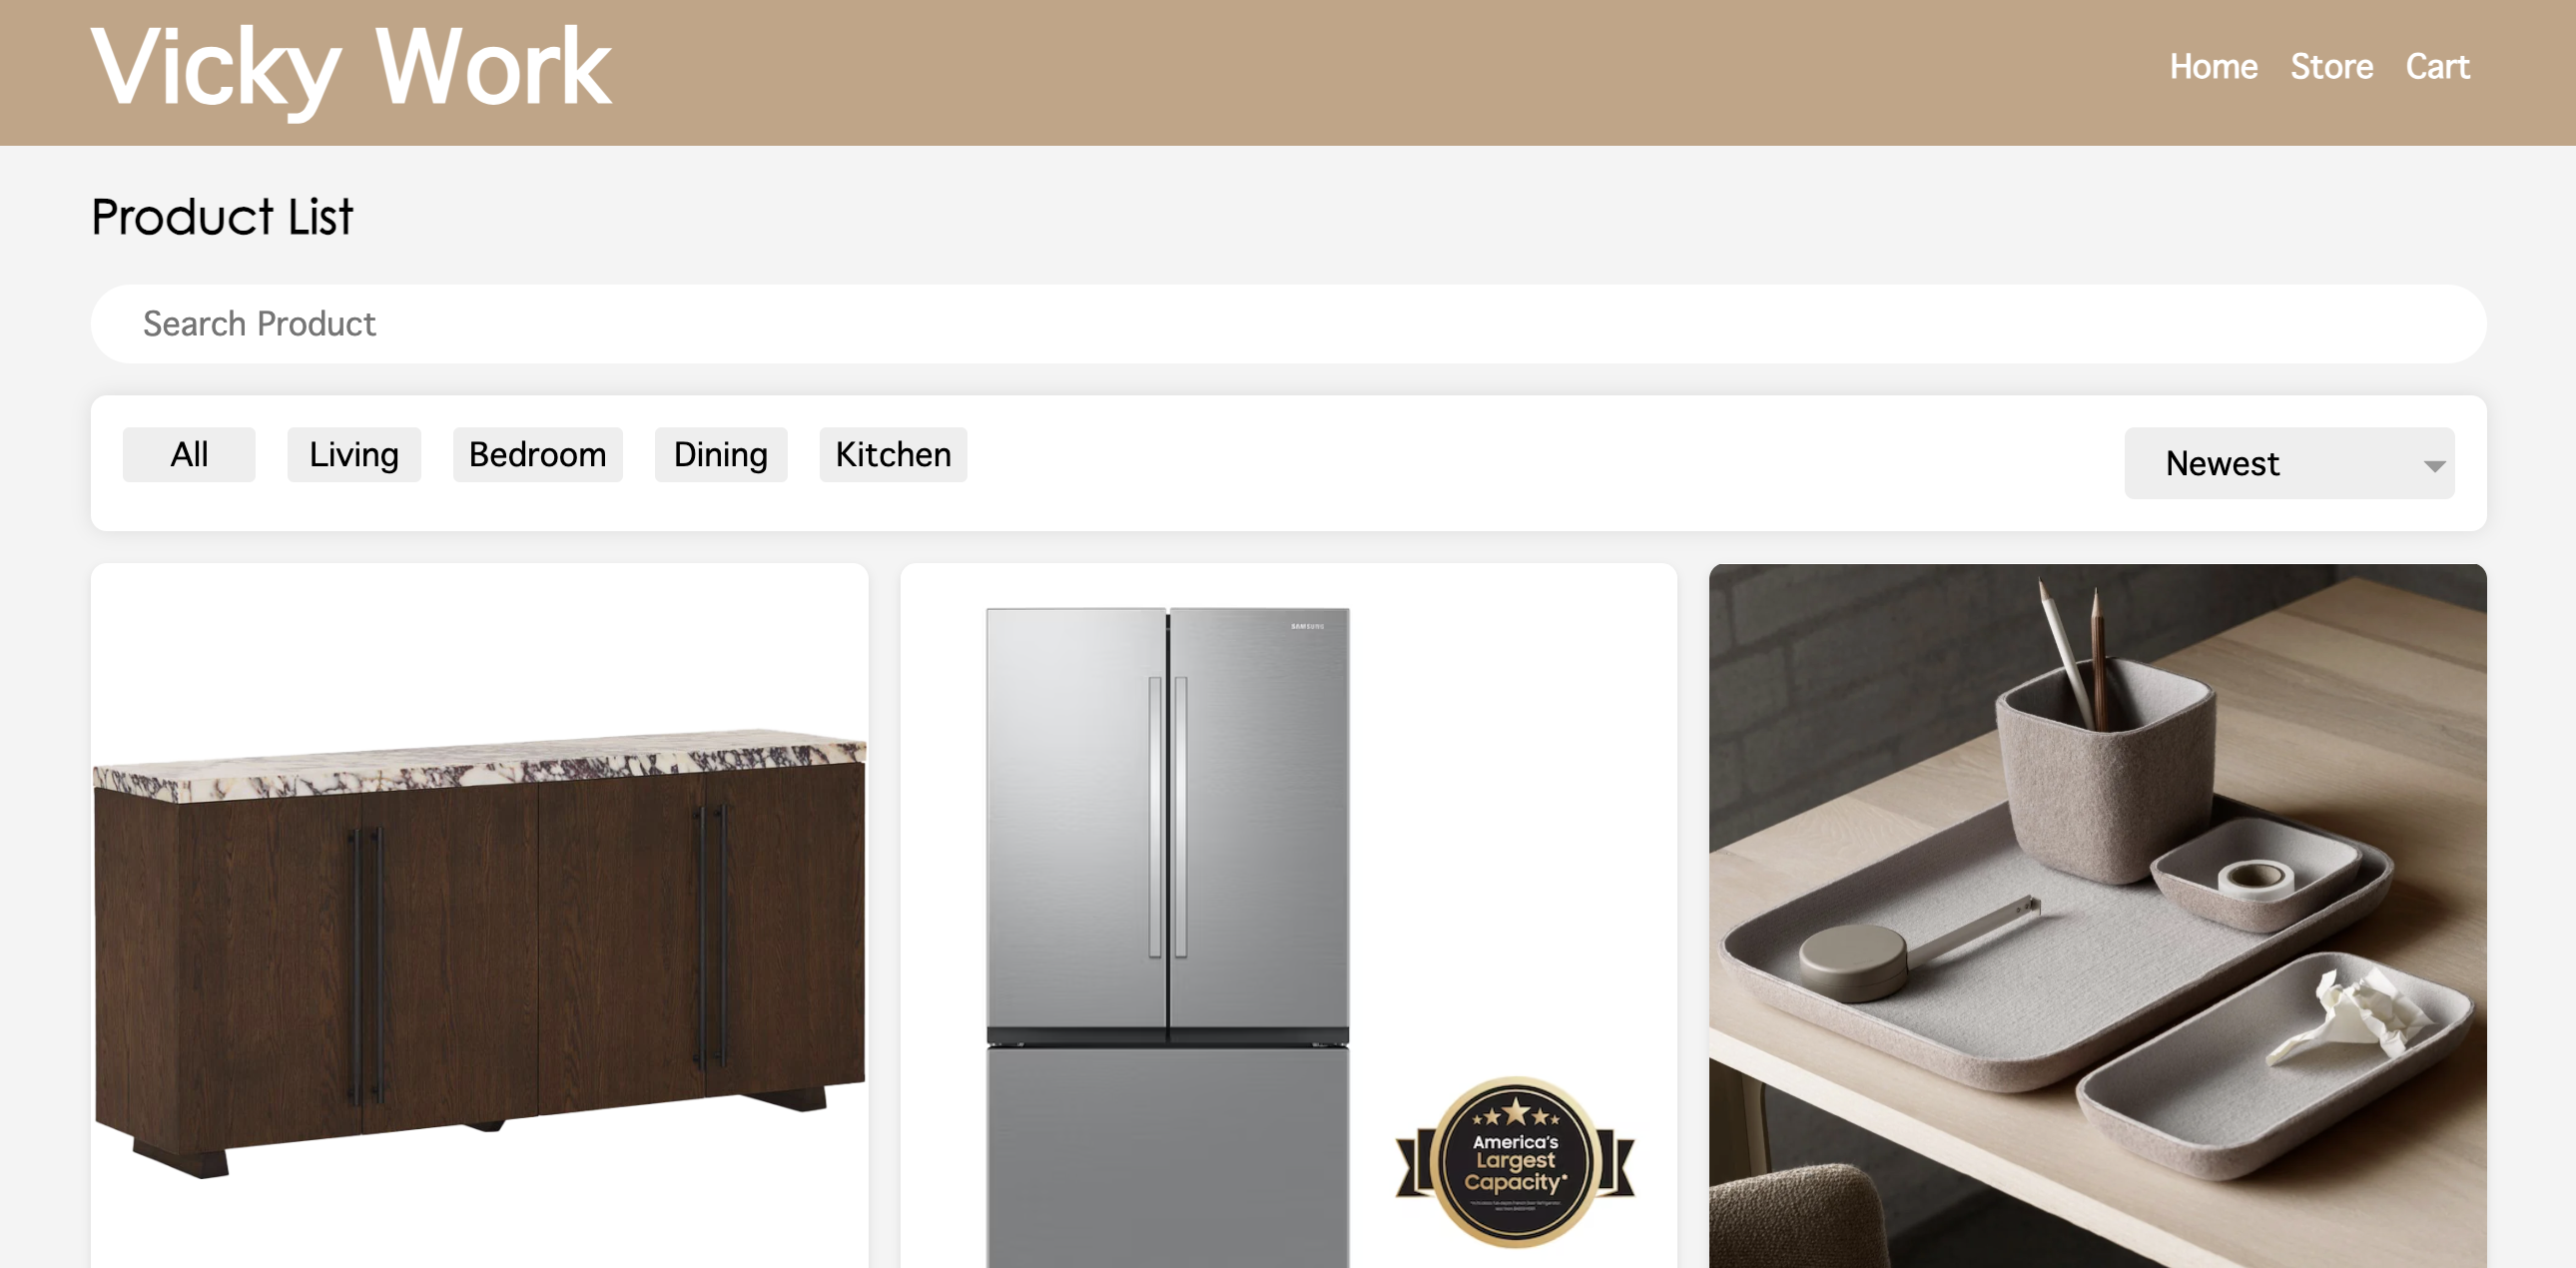 Vicky Work
Home Store Cart
Product List
Search Product
All Living Bedroom Dining Kitchen
Newest
SAMSUNG
America's
Largest
Capacity*